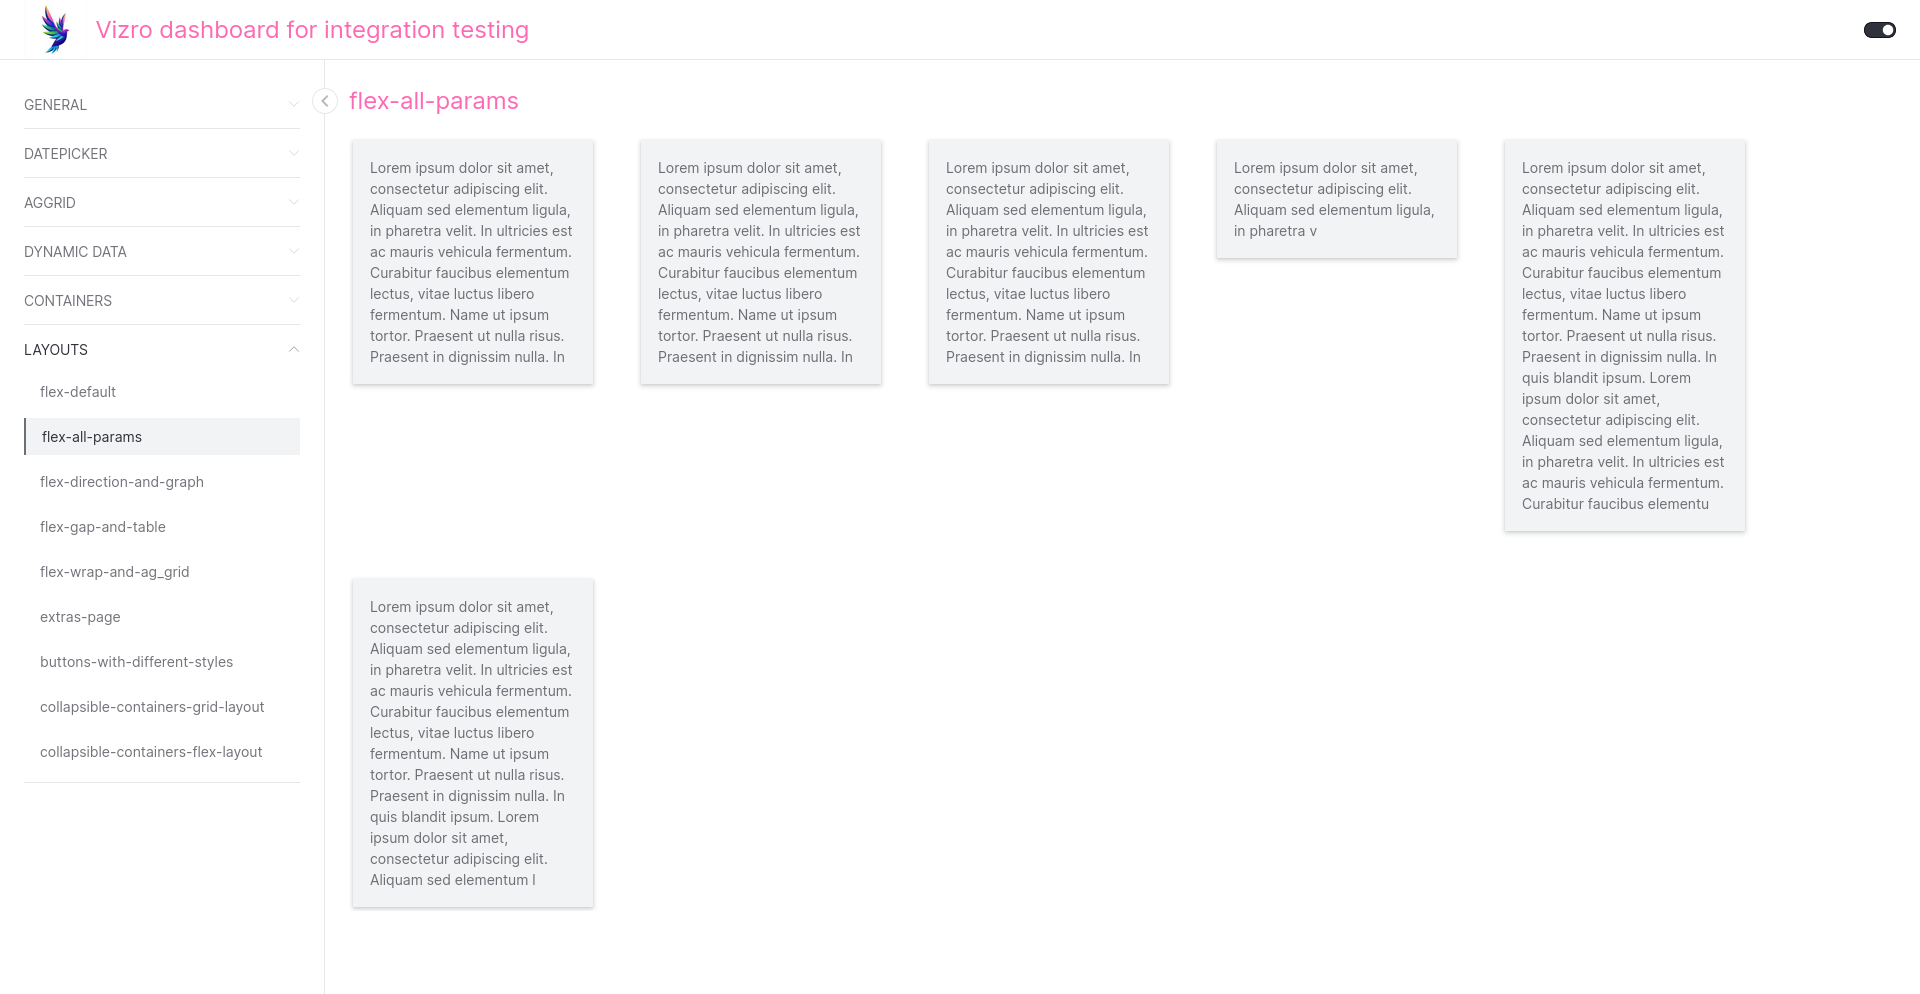 Vizro dashboard for integration testing
GENERAL
DATEPICKER
AGGRID
DYNAMIC DATA
CONTAINERS
LAYOUTS
flex-default
flex-all-params
flex-direction-and-graph
flex-gap-and-table
flex-wrap-and-ag_grid
extras-page
buttons-with-different-styles
collapsible-containers-grid-layout
collapsible-containers-flex-layout
flex-all-params
Lorem ipsum dolor sit amet,
consectetur adipiscing elit.
Aliquam sed elementum ligula,
in pharetra velit. In ultricies est
ac mauris vehicula fermentum.
Curabitur faucibus elementum
lectus, vitae luctus libero
fermentum. Name ut ipsum
tortor. Praesent ut nulla risus.
Praesent in dignissim nulla. In
Lorem ipsum dolor sit amet,
consectetur adipiscing elit.
Aliquam sed elementum ligula,
in pharetra velit. In ultricies est
ac mauris vehicula fermentum.
Curabitur faucibus elementum
lectus, vitae luctus libero
fermentum. Name ut ipsum
tortor. Praesent ut nulla risus.
Praesent in dignissim nulla. In
Lorem ipsum dolor sit amet,
consectetur adipiscing elit.
Aliquam sed elementum ligula,
in pharetra velit. In ultricies est
ac mauris vehicula fermentum.
Curabitur faucibus elementum
lectus, vitae luctus libero
fermentum. Name ut ipsum
tortor. Praesent ut nulla risus.
Praesent in dignissim nulla. In
Lorem ipsum dolor sit amet,
consectetur adipiscing elit.
Aliquam sed elementum ligula,
in pharetra v
Lorem ipsum dolor sit amet,
consectetur adipiscing elit.
Aliquam sed elementum ligula,
in pharetra velit. In ultricies est
ac mauris vehicula fermentum.
Curabitur faucibus elementum
lectus, vitae luctus libero
fermentum. Name ut ipsum
tortor. Praesent ut nulla risus.
Praesent in dignissim nulla. In
quis blandit ipsum. Lorem
ipsum dolor sit amet,
consectetur adipiscing elit.
Aliquam sed elementum ligula,
in pharetra velit. In ultricies est
ac mauris vehicula fermentum.
Curabitur faucibus elementu
Lorem ipsum dolor sit amet,
consectetur adipiscing elit.
Aliquam sed elementum ligula,
in pharetra velit. In ultricies est
ac mauris vehicula fermentum.
Curabitur faucibus elementum
lectus, vitae luctus libero
fermentum. Name ut ipsum
tortor. Praesent ut nulla risus.
Praesent in dignissim nulla. In
quis blandit ipsum. Lorem
ipsum dolor sit amet,
consectetur adipiscing elit.
Aliquam sed elementum l